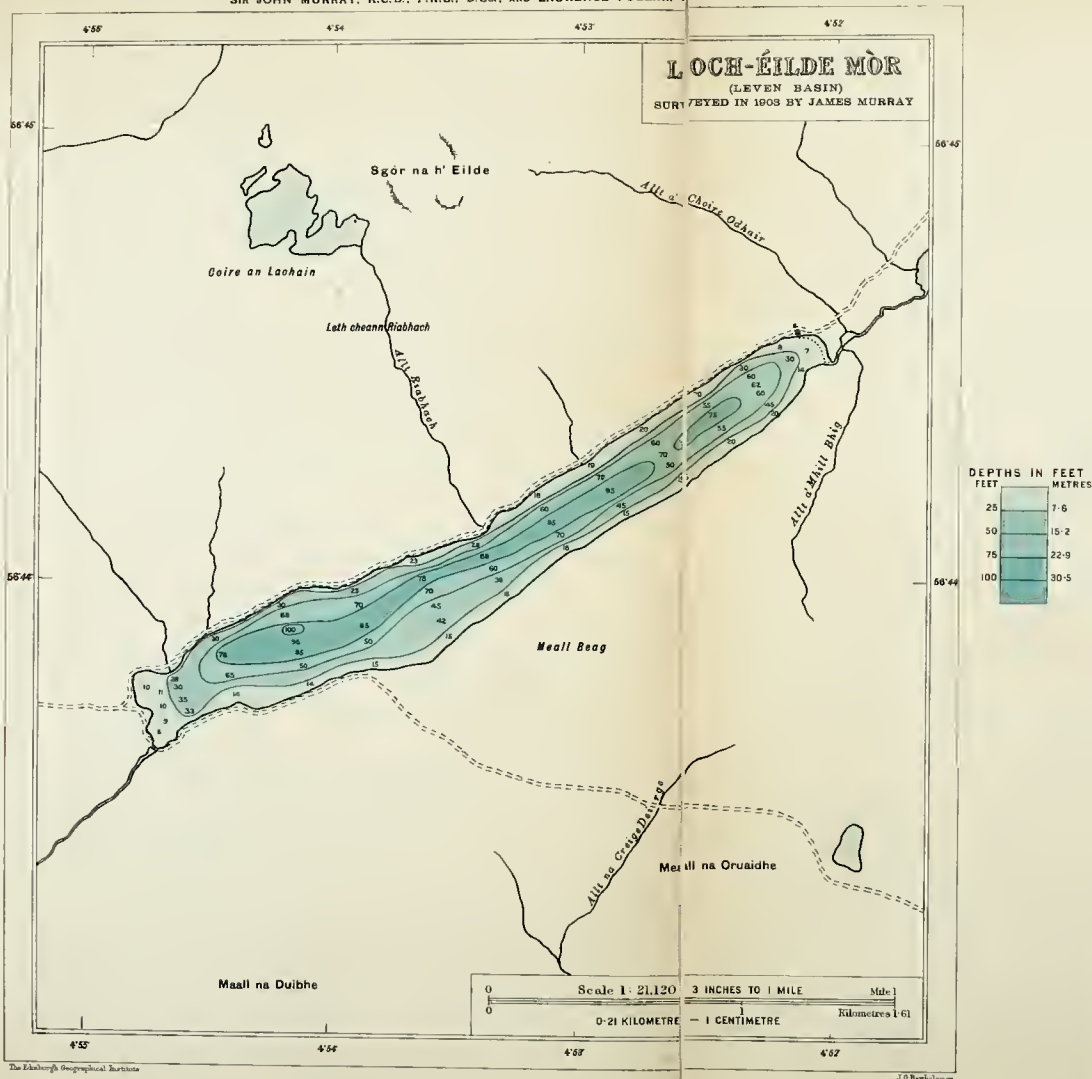 SIR JOHN MURRAY, K.C.B., F.R.S., D.Sc., AND
4°55' 4°54' 4°53' 4°52'
LOCH-ÉILDE MÒR
(LEVEN BASIN)
SURVEYED IN 1903 BY JAMES MURRAY
56°45' 56°45'
Sgór na h' Eilde
Allt a' Choire Odhair
Coire an Lochain
Leth cheann Riabhach
Allt Riabhach
Allt a' Mhill Bhig
DEPTHS IN FEET
FEET METRES
25 7·6
50 15·2
75 22·9
100 30·5
56°44' 56°44'
Meall Beag
Allt na Creige Deirge
Meall na Cruaidhe
Maall na Duibhe
0 Scale 1: 21,120 3 INCHES TO 1 MILE Mile 1
0 1 Kilometres 1·61
0·21 KILOMETRE — 1 CENTIMETRE
4°55' 4°54' 4°53' 4°52'
The Edinburgh Geographical Institute